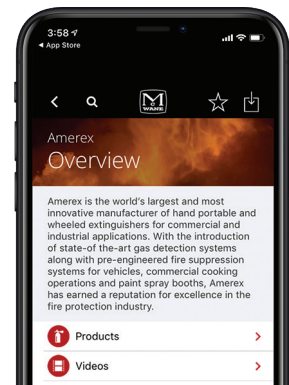 3:58
App Store
M
WANE
Amerex
Overview
Amerex is the world's largest and most
innovative manufacturer of hand portable and
wheeled extinguishers for commercial and
industrial applications. With the introduction
of state-of the-art gas detection systems
along with pre-engineered fire suppression
systems for vehicles, commercial cooking
operations and paint spray booths, Amerex
has earned a reputation for excellence in the
fire protection industry.
Products
Videos